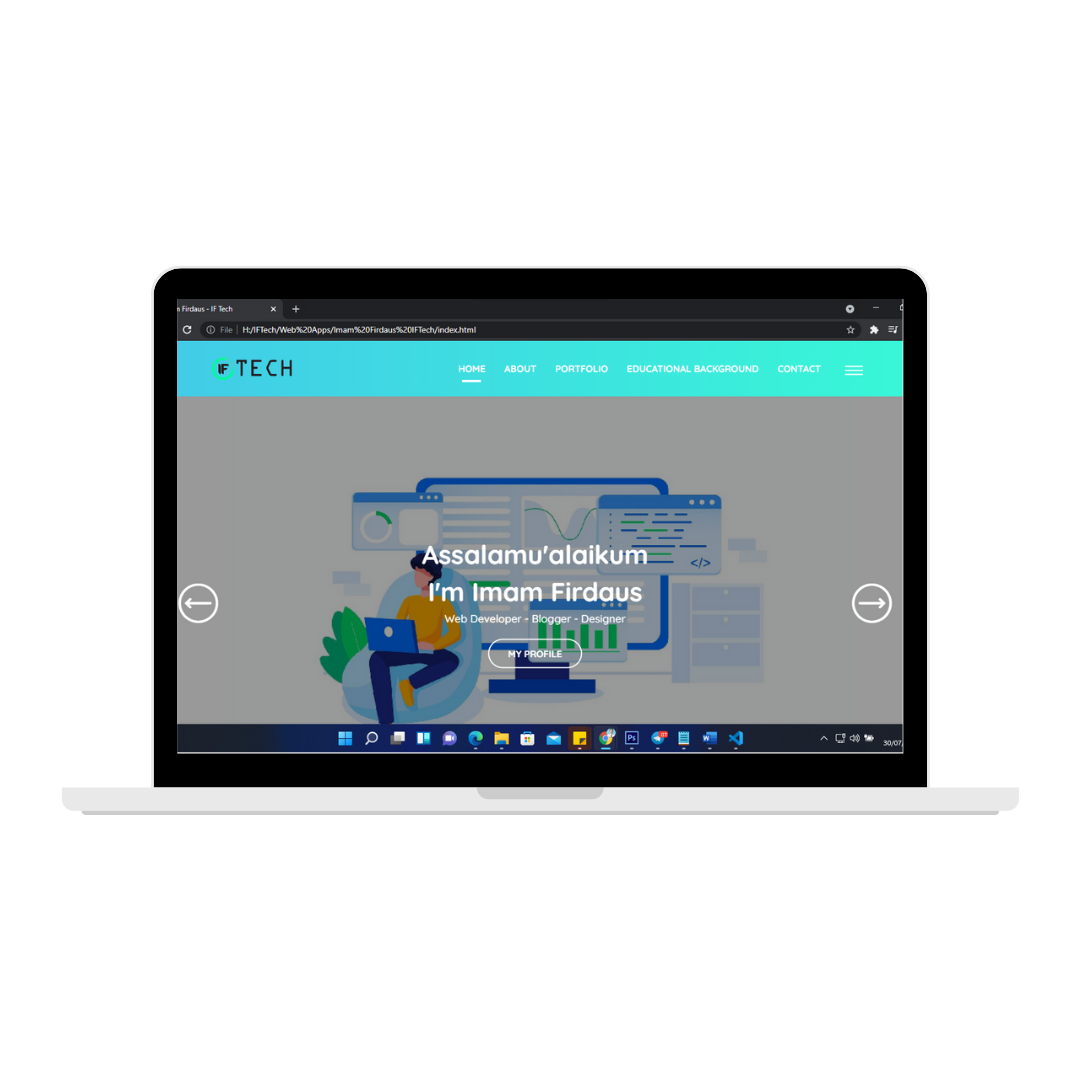 n Firdaus - IF Tech
File H:/IFTech/Web%20Apps/Imam%20Firdaus%20IFTech/index.html
IF TECH
HOME ABOUT PORTFOLIO EDUCATIONAL BACKGROUND CONTACT
</>
Assalamu'alaikum
I'm Imam Firdaus
Web Developer - Blogger - Designer
MY PROFILE
Ps
30/07/